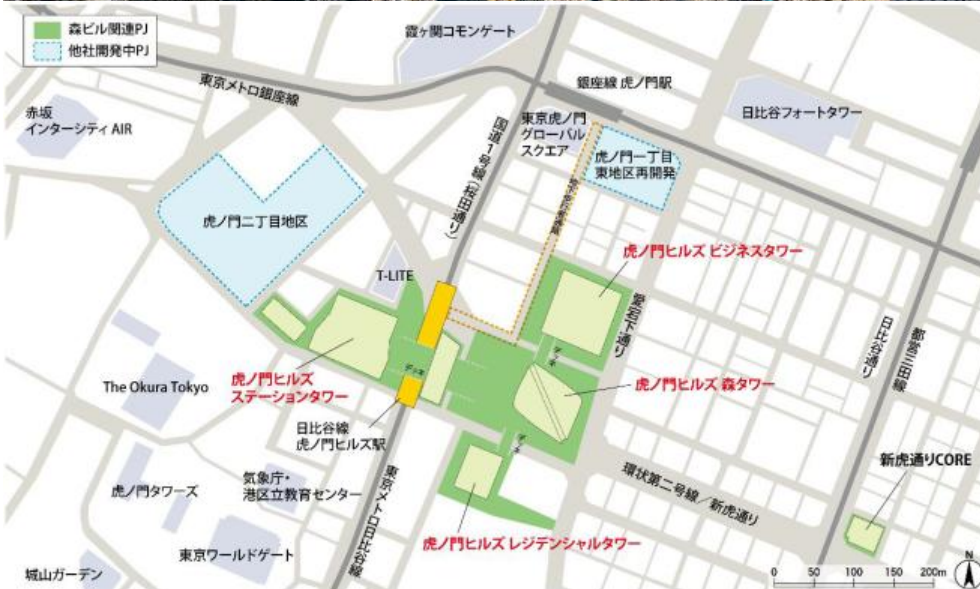 森ビル関連PJ
他社開発中PJ
霞ヶ関コモンゲート
東京メトロ銀座線
銀座線 虎ノ門駅
日比谷フォートタワー
赤坂
インターシティ AIR
国道1号線(桜田通り)
東京虎ノ門
グローバル
スクエア
虎ノ門一丁目
東地区再開発
虎ノ門二丁目地区
T-LITE
虎ノ門ヒルズ ビジネスタワー
愛宕下通り
日比谷通り
都営三田線
デッキ
デッキ
The Okura Tokyo
虎ノ門ヒルズ
ステーションタワー
虎ノ門ヒルズ 森タワー
日比谷線
虎ノ門ヒルズ駅
デッキ
新虎通りCORE
虎ノ門タワーズ
気象庁・
港区立教育センター
東京メトロ日比谷線
環状第二号線/新虎通り
東京ワールドゲート
虎ノ門ヒルズ レジデンシャルタワー
城山ガーデン
0 50 100 150 200m
N